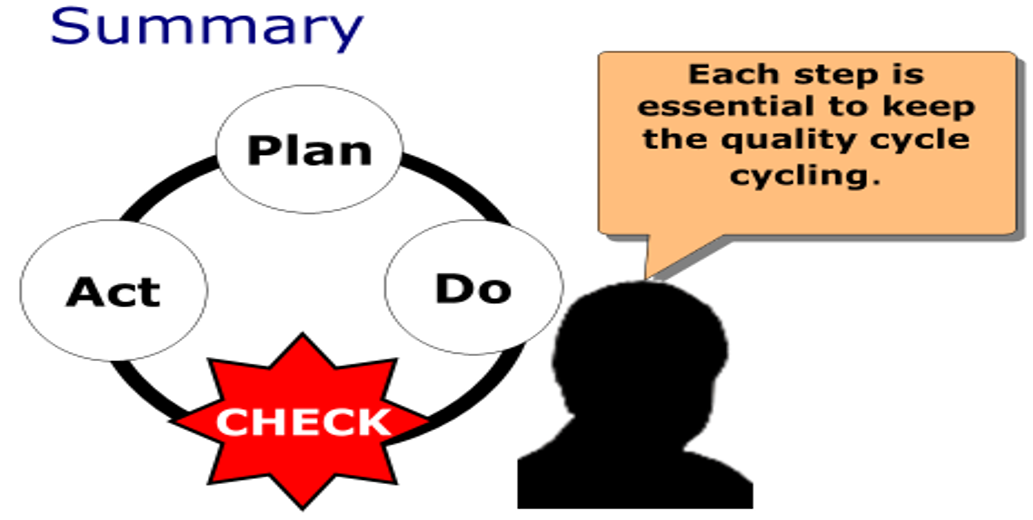 Summary
Plan
Act
Do
CHECK
Each step is
essential to keep
the quality cycle
cycling.